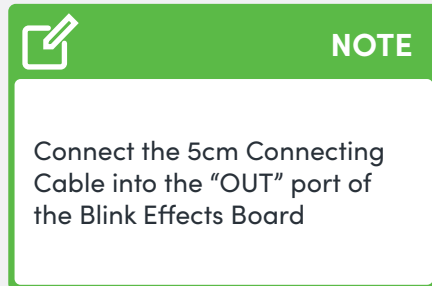 NOTE
Connect the 5cm Connecting
Cable into the “OUT” port of
the Blink Effects Board